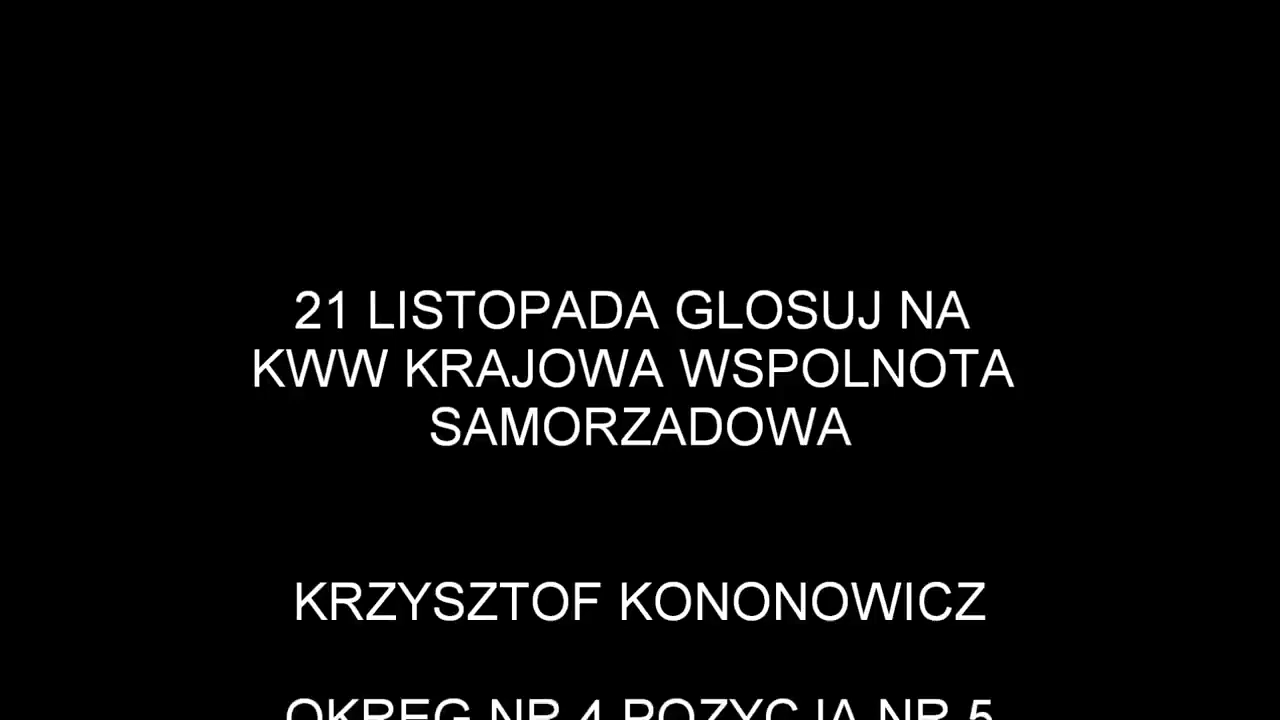 21 LISTOPADA GLOSUJ NA
KWW KRAJOWA WSPOLNOTA
SAMORZADOWA
KRZYSZTOF KONONOWICZ
OKREG NR 4 POZYCJA NR 5